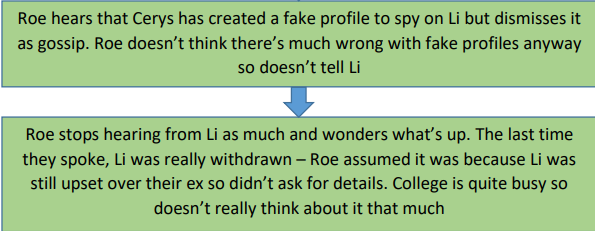 Roe hears that Cerys has created a fake profile to spy on Li but dismisses it
as gossip. Roe doesn’t think there’s much wrong with fake profiles anyway
so doesn’t tell Li
Roe stops hearing from Li as much and wonders what’s up. The last time
they spoke, Li was really withdrawn – Roe assumed it was because Li was
still upset over their ex so didn’t ask for details. College is quite busy so
doesn’t really think about it that much